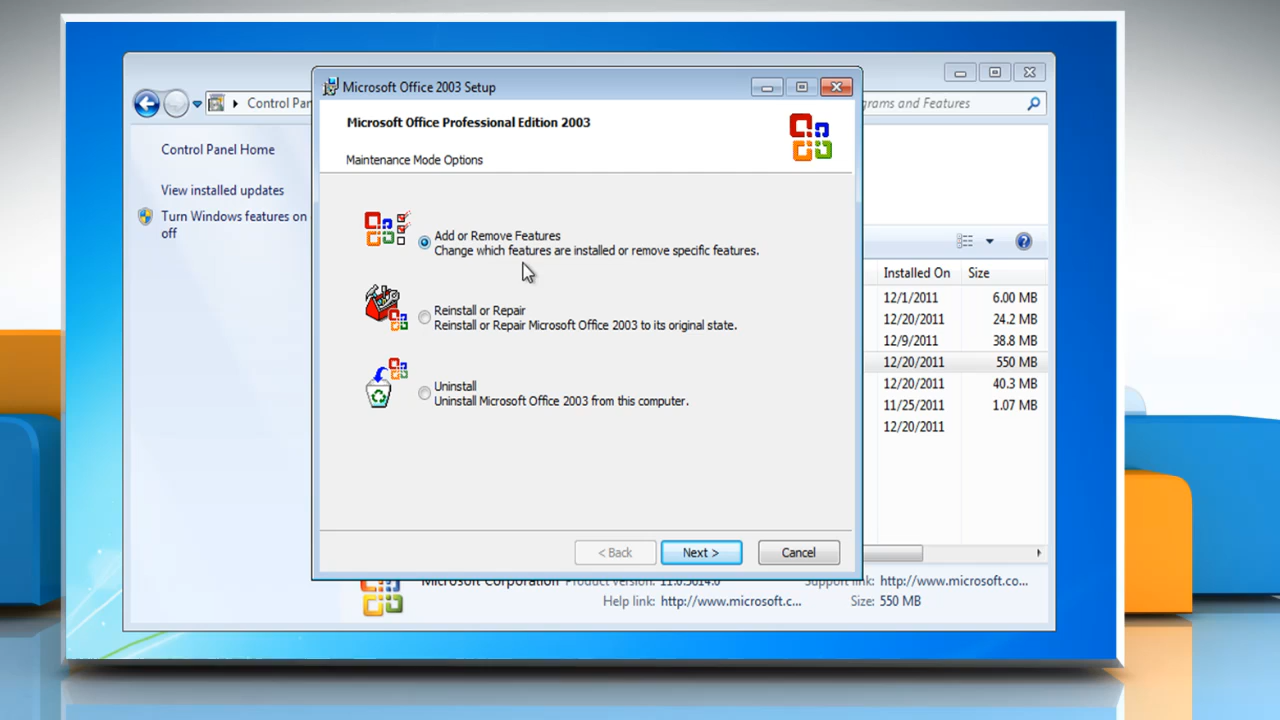 Microsoft Office 2003 Setup
Control Pan
grams and Features
Microsoft Office Professional Edition 2003
Maintenance Mode Options
Control Panel Home
View installed updates
Turn Windows features on
off
Add or Remove Features
Change which features are installed or remove specific features.
Reinstall or Repair
Reinstall or Repair Microsoft Office 2003 to its original state.
Uninstall
Uninstall Microsoft Office 2003 from this computer.
Installed On Size
12/1/2011 6.00 MB
12/20/2011 24.2 MB
12/9/2011 38.8 MB
12/20/2011 550 MB
12/20/2011 40.3 MB
11/25/2011 1.07 MB
12/20/2011
< Back Next > Cancel
Microsoft Corporation Product version: 11.0.5614.0 Support link: http://www.microsoft.co...
Help link: http://www.microsoft.c... Size: 550 MB